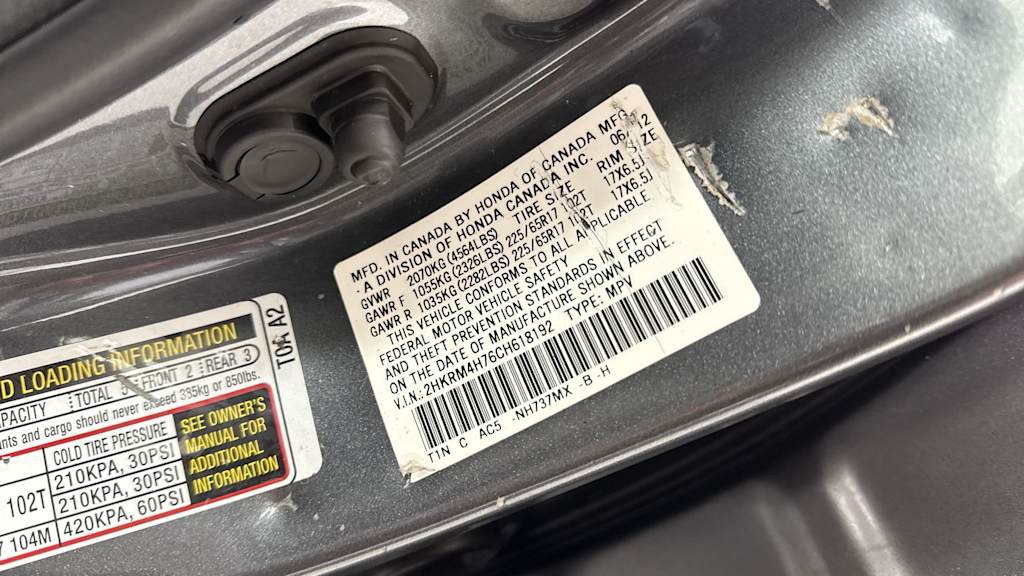 MFD. IN CANADA BY HONDA OF CANADA MFG.,
"A DIVISION OF HONDA CANADA INC. 06/12
GVWR 2070KG(4564LBS) TIRE SIZE RIM SIZE
GAWR F 1055KG(2326LBS) 225/65R17 102T 17X6.5J
GAWR R 1035KG(2282LBS) 225/65R17 102T 17X6.5J
THIS VEHICLE CONFORMS TO ALL APPLICABLE
FEDERAL MOTOR VEHICLE SAFETY
AND THEFT PREVENTION STANDARDS IN EFFECT
ON THE DATE OF MANUFACTURE SHOWN ABOVE.
V.I.N.:2HKRM4H76CH618192 TYPE: MPV
T1N C AC5 NH737MX -B -H
D LOADING INFORMATION
T0A A2
PACITY TOTAL FRONT 2 REAR 3
nts and cargo should never exceed 395kg or 850lbs.
COLD TIRE PRESSURE
210KPA, 30PSI
102T 210KPA, 30PSI
7 104M 420KPA, 60PSI
SEE OWNER'S
MANUAL FOR
ADDITIONAL
INFORMATION